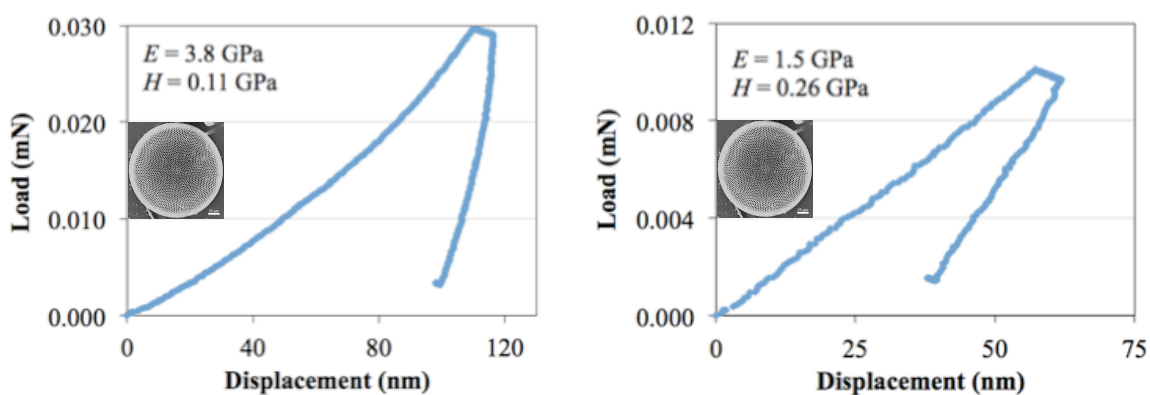 0.030
E = 3.8 GPa
H = 0.11 GPa
0.020
0.010
0.000
Load (mN)
0 40 80 120
Displacement (nm)
0.012
E = 1.5 GPa
H = 0.26 GPa
0.008
0.004
0.000
Load (mN)
0 25 50 75
Displacement (nm)